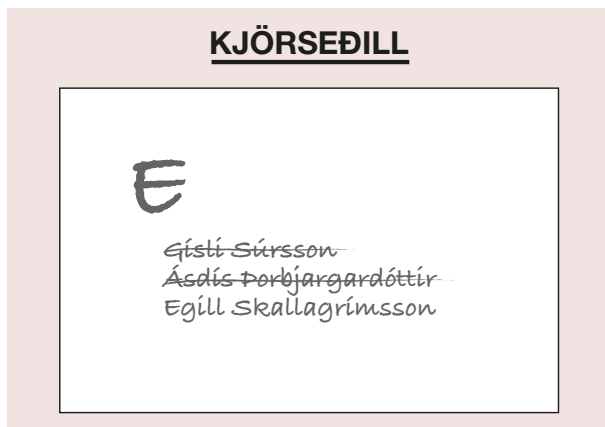 KJÖRSEÐILL
E
Gísli Súrsson
Ásdís Þorbjargardóttir
Egill Skallagrímsson